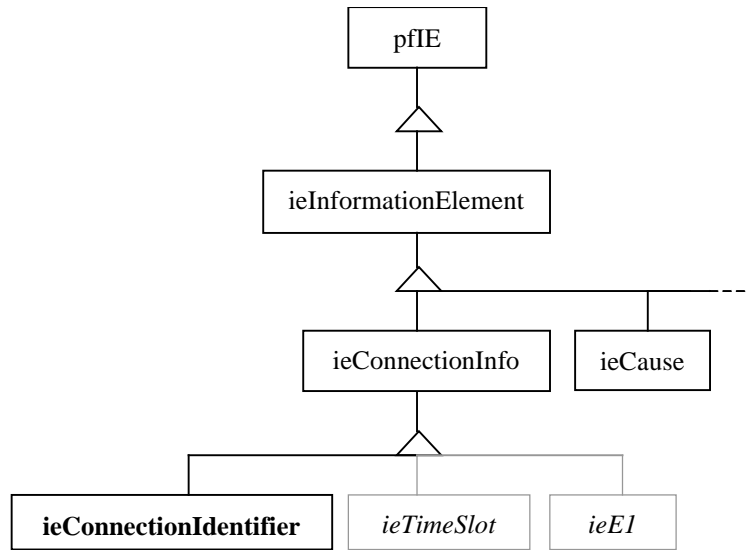 pfIE
ieInformationElement
ieConnectionInfo
ieCause
ieConnectionIdentifier
ieTimeSlot
ieE1